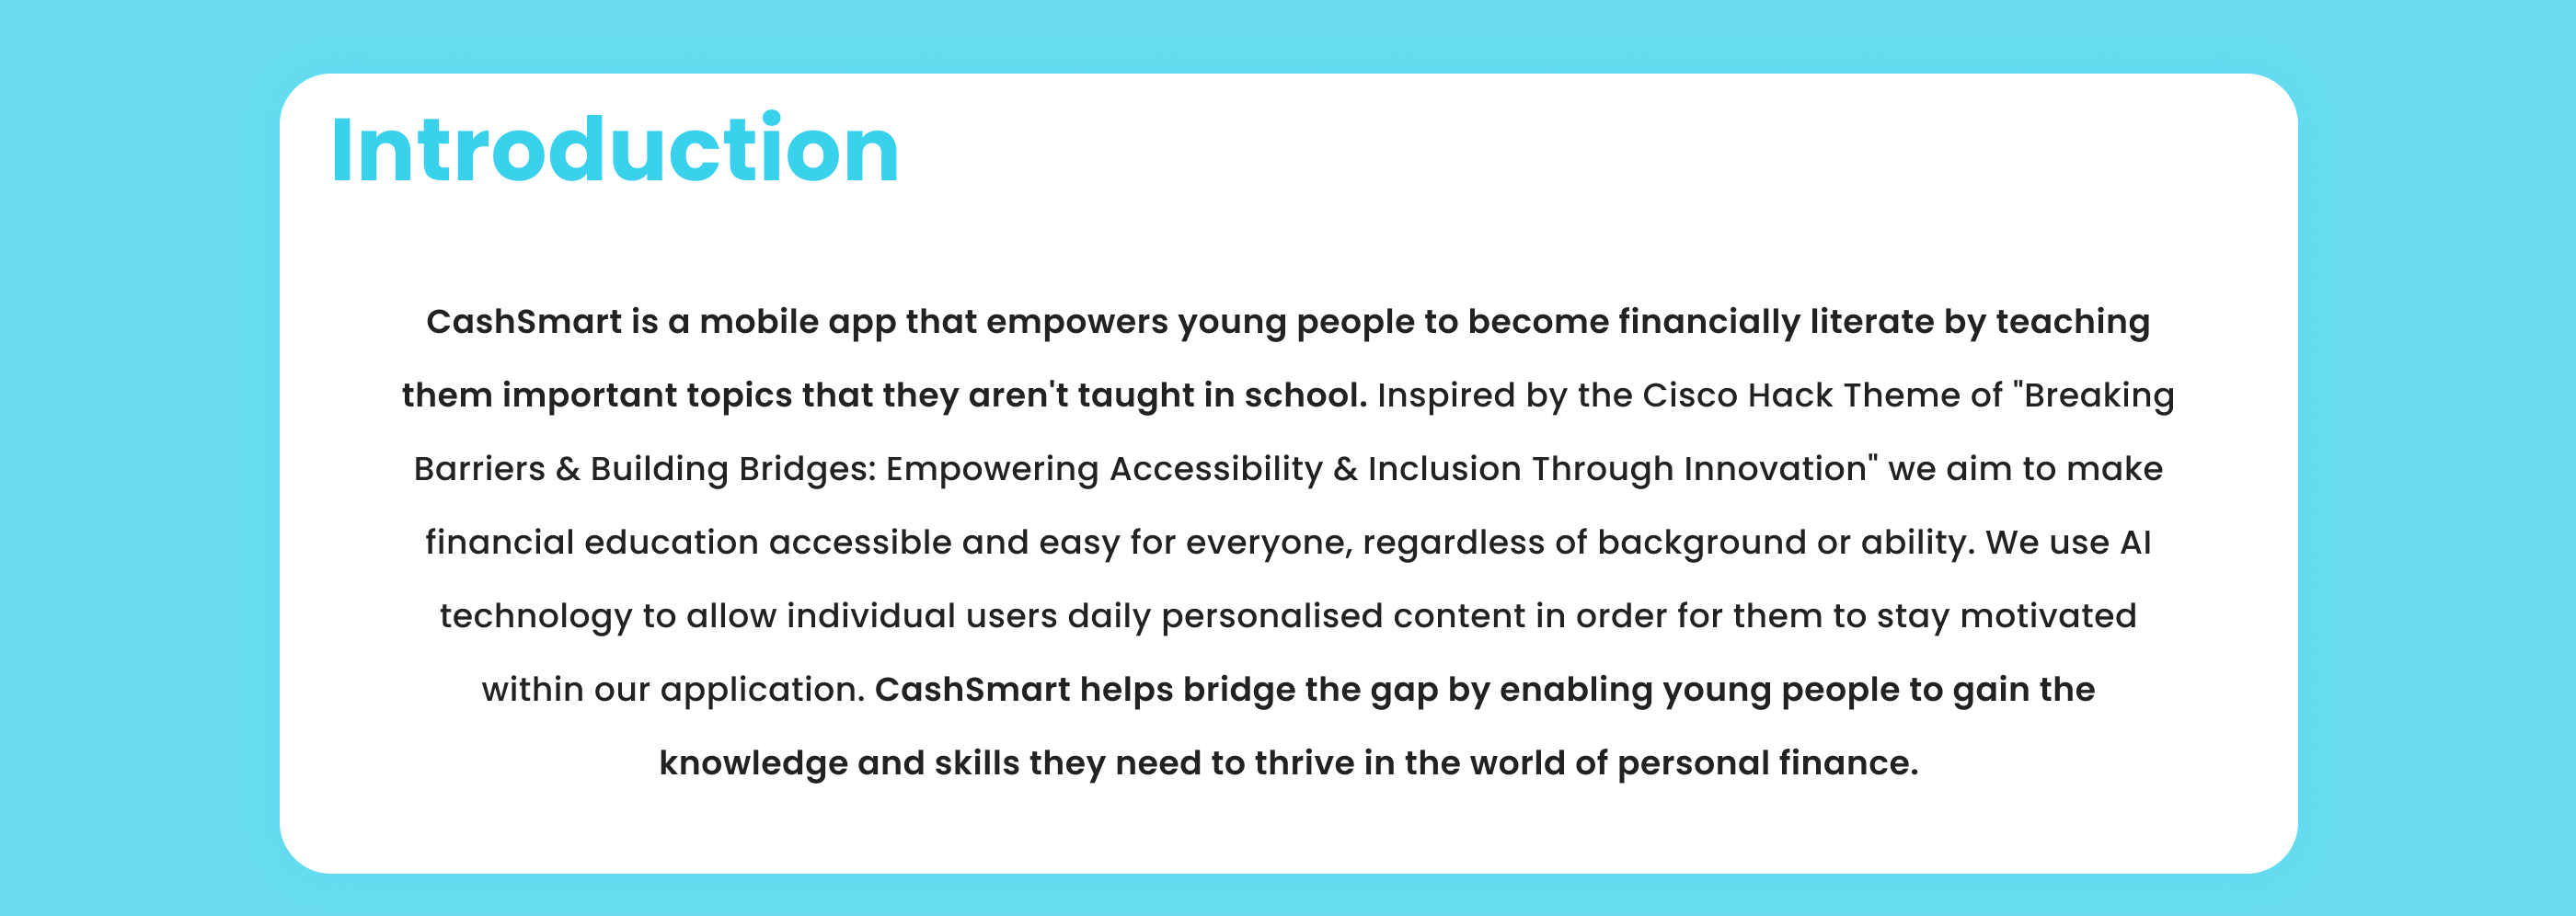 Introduction
CashSmart is a mobile app that empowers young people to become financially literate by teaching
them important topics that they aren't taught in school. Inspired by the Cisco Hack Theme of "Breaking
Barriers & Building Bridges: Empowering Accessibility & Inclusion Through Innovation" we aim to make
financial education accessible and easy for everyone, regardless of background or ability. We use AI
technology to allow individual users daily personalised content in order for them to stay motivated
within our application. CashSmart helps bridge the gap by enabling young people to gain the
knowledge and skills they need to thrive in the world of personal finance.